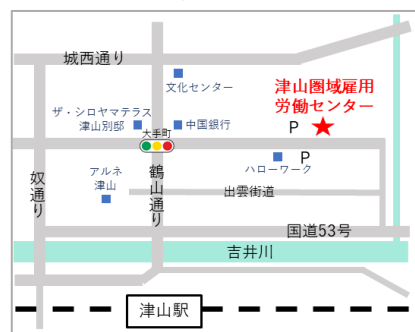 城西通り
文化センター
津山圏域雇用
労働センター
ザ・シロヤマテラス
津山別邸
大手町
中国銀行
P
P
ハローワーク
アルネ
津山
奴通り
鶴山通り
出雲街道
国道53号
吉井川
津山駅